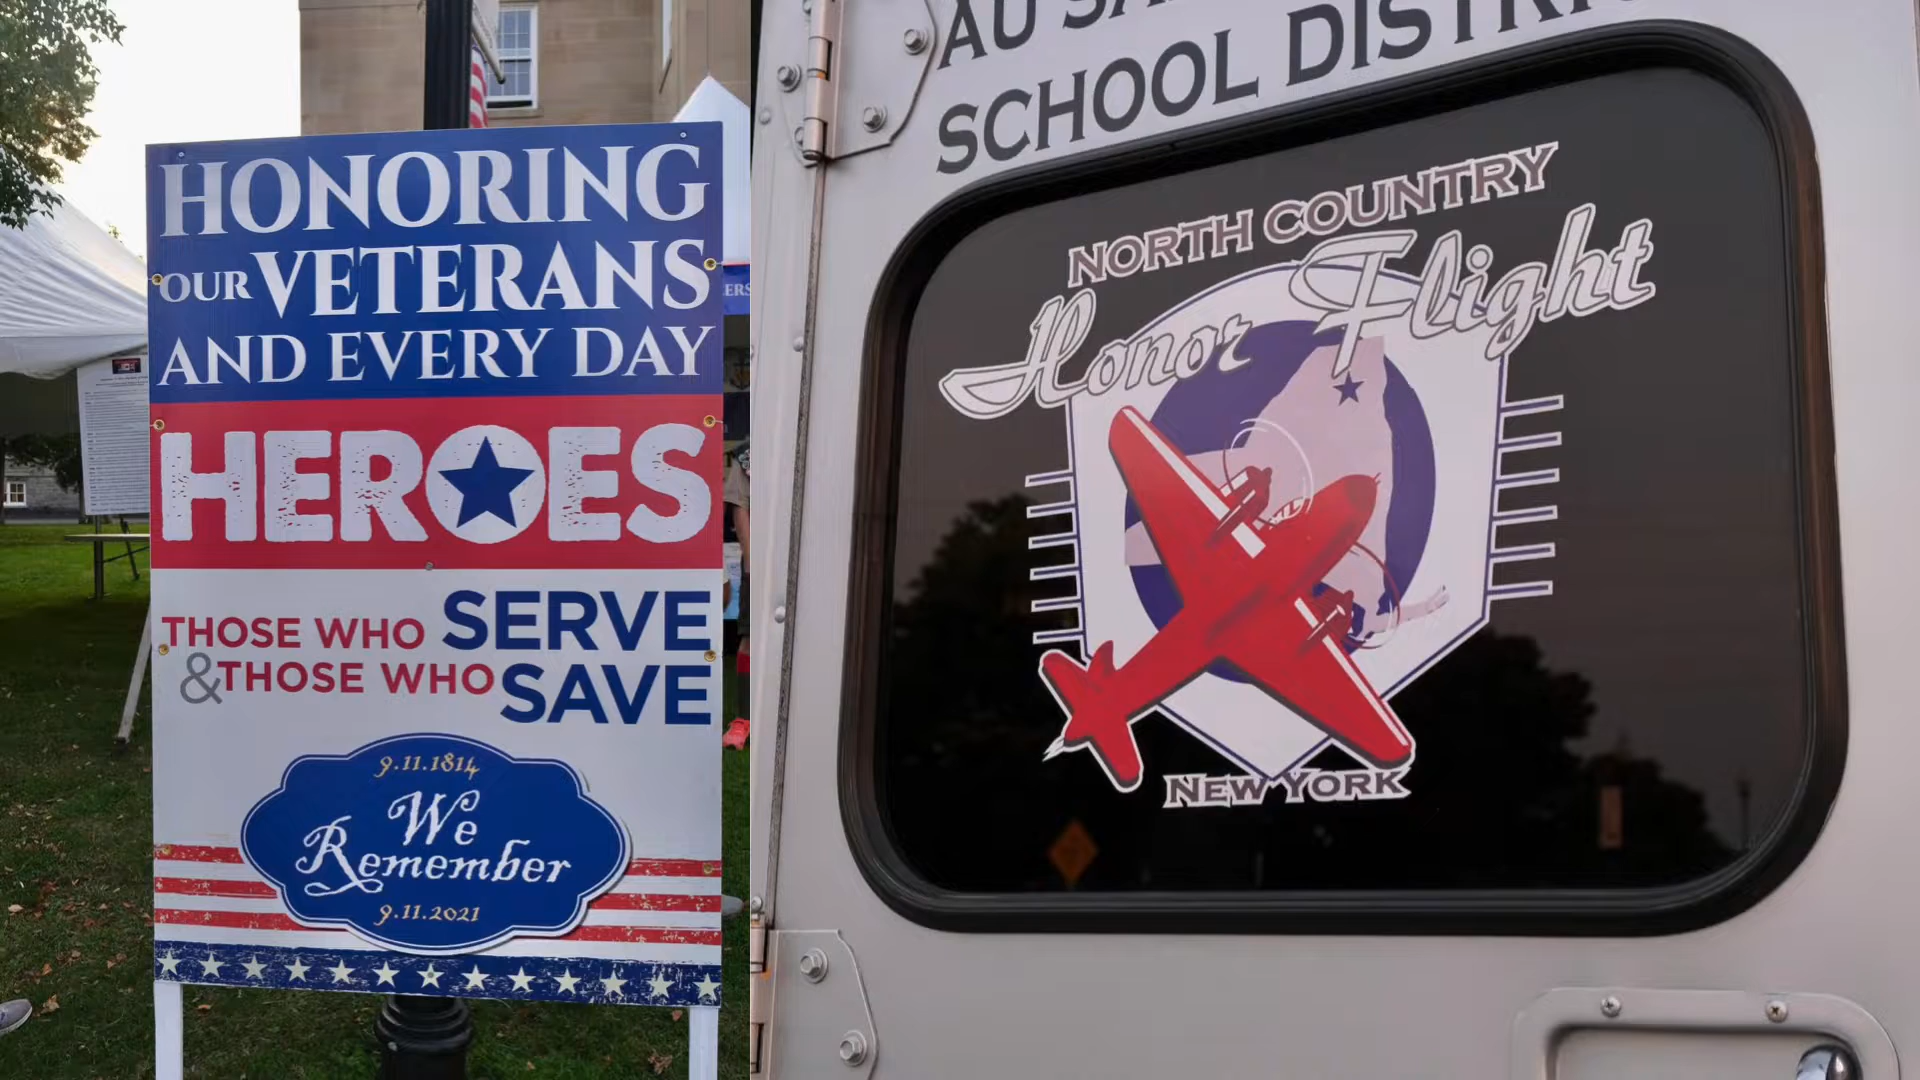 HONORING
OUR VETERANS
AND EVERY DAY
HEROES
THOSE WHO SERVE
& THOSE WHO SAVE
9.11.1814
We
Remember
9.11.2021
AU
SCHOOL
NORTH COUNTRY
Honor Flight
NEW YORK